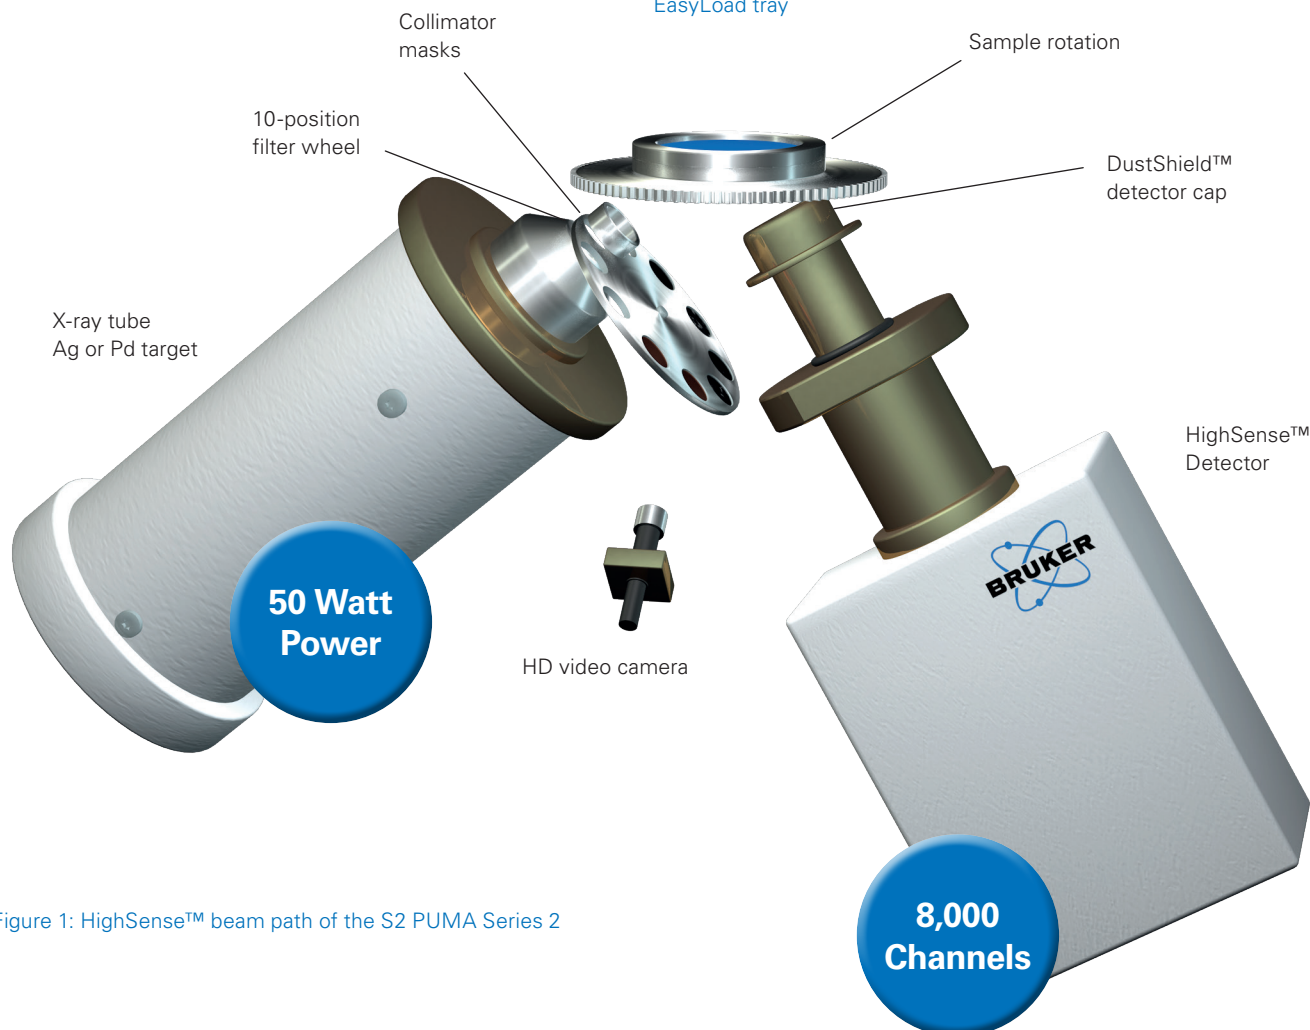 EasyLoad tray
Collimator
masks
Sample rotation
10-position
filter wheel
DustShield™
detector cap
X-ray tube
Ag or Pd target
HighSense™
Detector
BRUKER
50 Watt
Power
HD video camera
8,000
Channels
Figure 1: HighSense™ beam path of the S2 PUMA Series 2